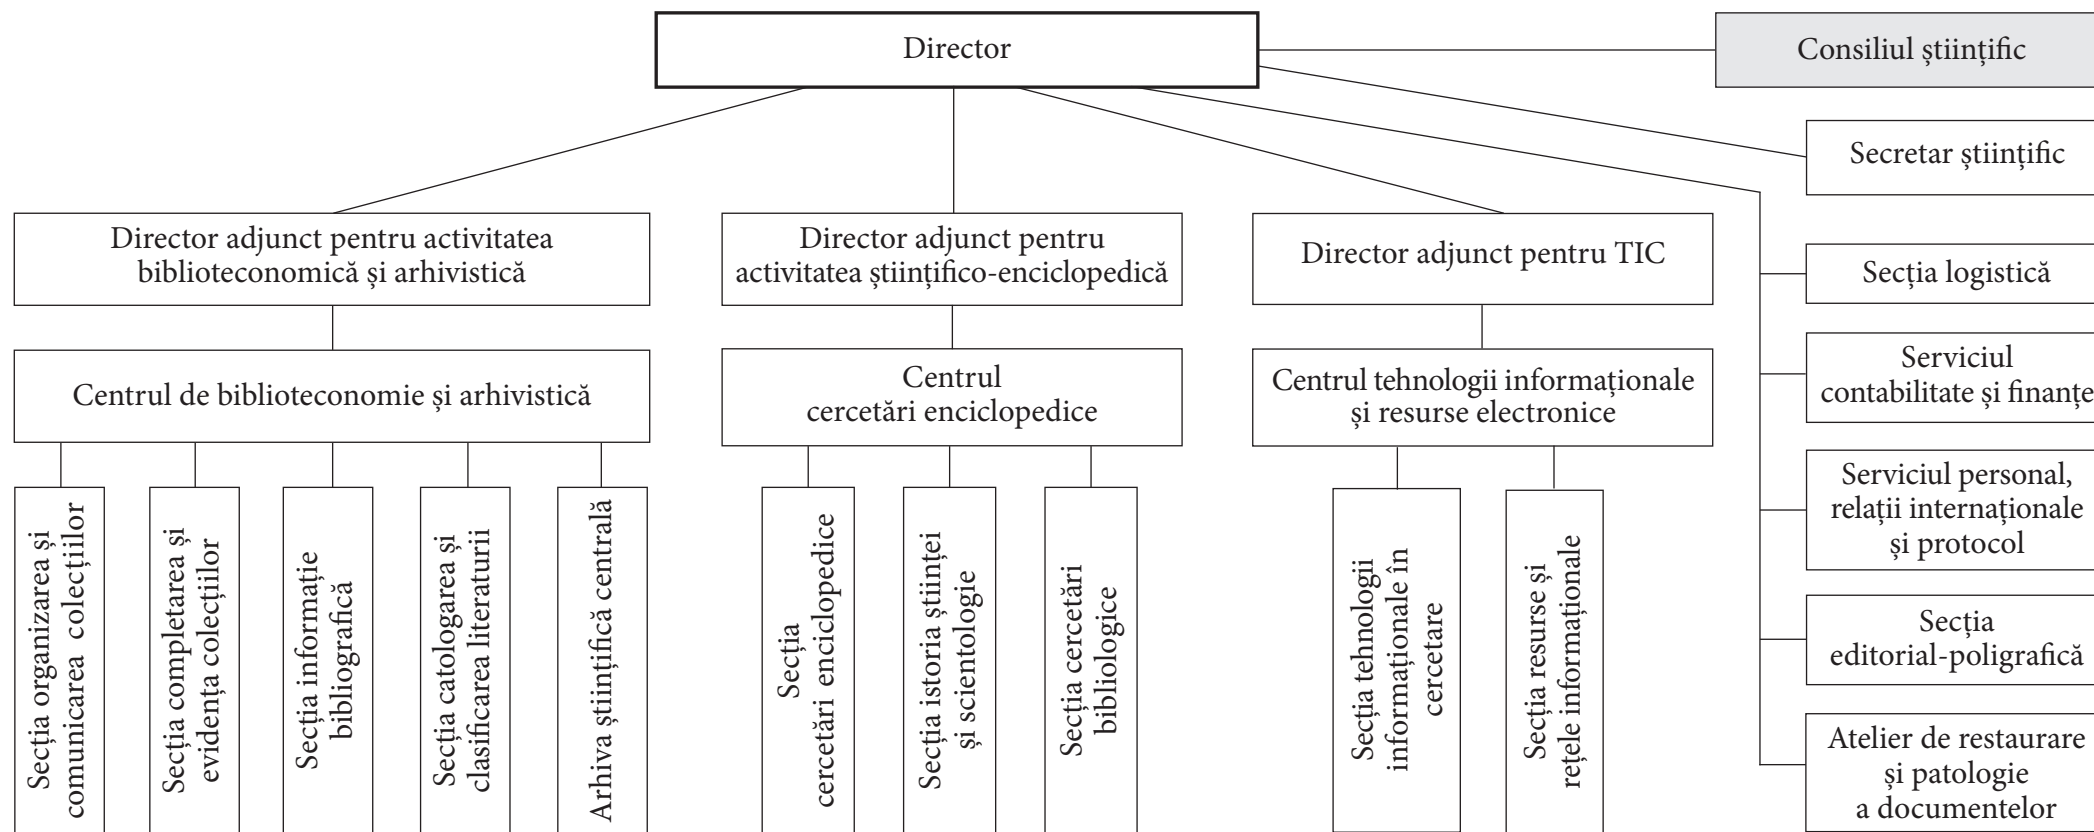 Director
Consiliul științific
Secretar științific
Director adjunct pentru activitatea
biblioteconomică și arhivistică
Director adjunct pentru
activitatea științifico-enciclopedică
Director adjunct pentru TIC
Secția logistică
Centrul de biblioteconomie și arhivistică
Centrul
cercetări enciclopedice
Centrul tehnologii informaționale
și resurse electronice
Serviciul
contabilitate și finanțe
Serviciul personal,
relații internaționale
și protocol
Secția
editorial-poligrafică
Atelier de restaurare
și patologie
a documentelor
Secția organizarea și
comunicarea colecțiilor
Secția completarea și
evidența colecțiilor
Secția informație
bibliografică
Secția catologarea și
clasificarea literaturii
Arhiva științifică centrală
Secția
cercetări enciclopedice
Secția istoria științei
și scientologie
Secția cercetări
bibliologice
Secția tehnologii
informaționale în
cercetare
Secția resurse și
rețele informaționale